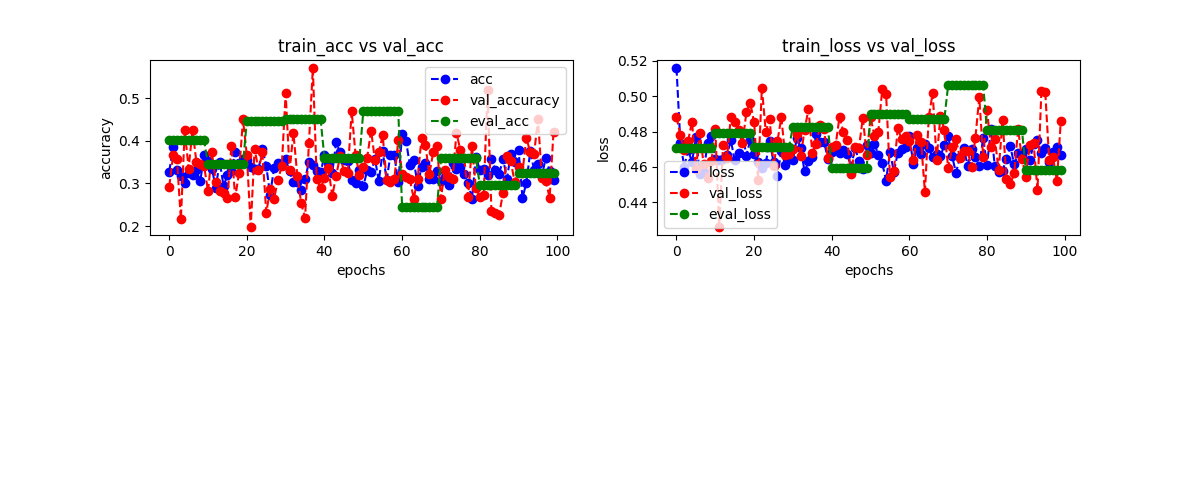 train_acc vs val_acc
accuracy
0.5
0.4
0.3
0.2
acc
val_accuracy
eval_acc
0 20 40 60 80 100
epochs
train_loss vs val_loss
loss
0.52
0.50
0.48
0.46
0.44
loss
val_loss
eval_loss
0 20 40 60 80 100
epochs